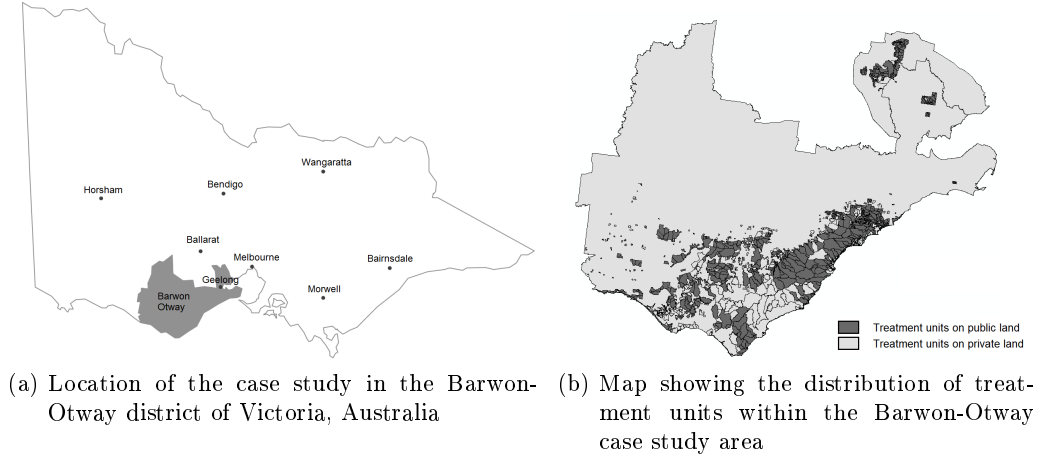 Wangaratta
Horsham
Bendigo
Ballarat
Melbourne
Bairnsdale
Geelong
Barwon
Otway
Morwell
Treatment units on public land
Treatment units on private land
(a) Location of the case study in the Barwon-
Otway district of Victoria, Australia
(b) Map showing the distribution of treat-
ment units within the Barwon-Otway
case study area